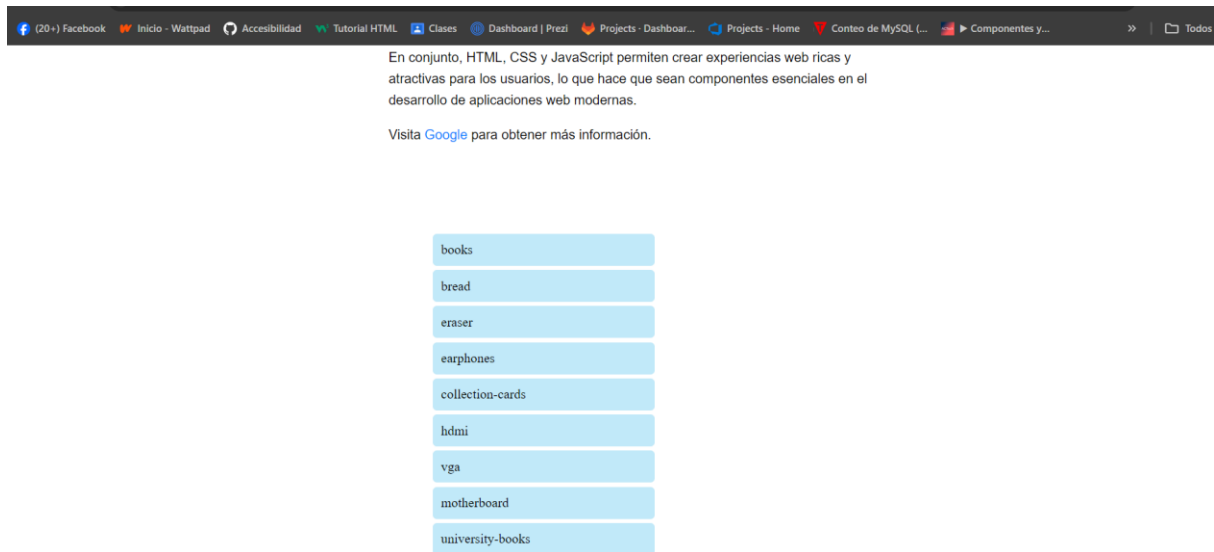 (20+) Facebook Inicio - Wattpad Accesibilidad Tutorial HTML Clases Dashboard | Prezi Projects - Dashboar... Projects - Home Conteo de MySQL (... ▶ Componentes y... » Todos
En conjunto, HTML, CSS y JavaScript permiten crear experiencias web ricas y
atractivas para los usuarios, lo que hace que sean componentes esenciales en el
desarrollo de aplicaciones web modernas.
Visita Google para obtener más información.
books
bread
eraser
earphones
collection-cards
hdmi
vga
motherboard
university-books